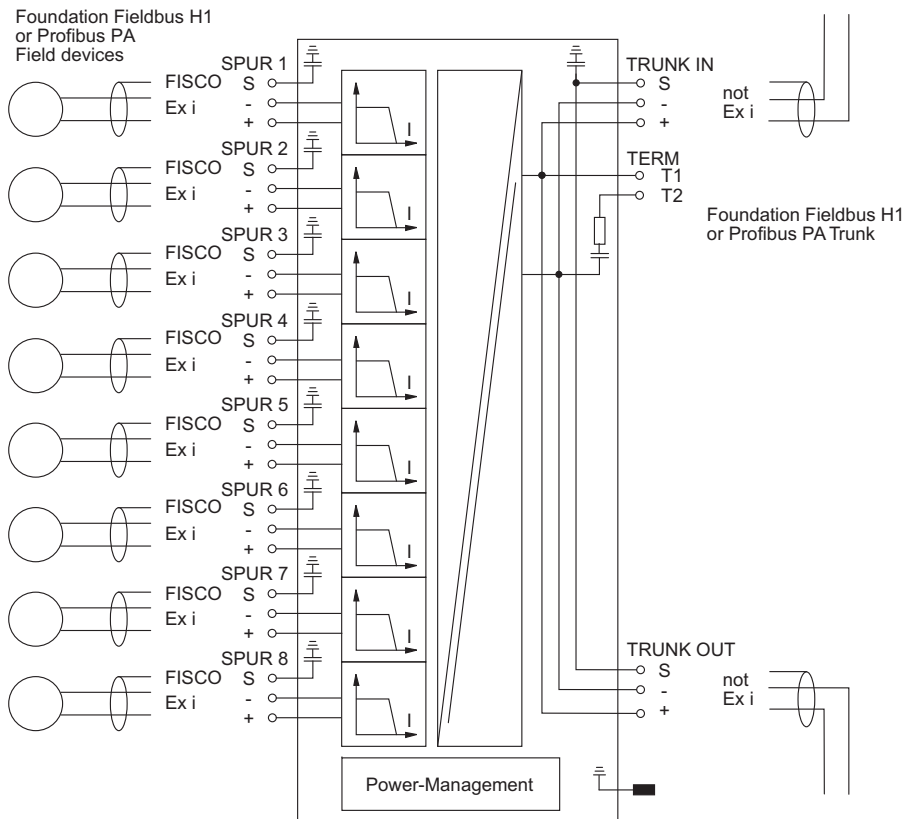 Foundation Fieldbus H1
or Profibus PA
Field devices
SPUR 1
FISCO S
Ex i -
+
I
SPUR 2
FISCO S
Ex i -
+
I
SPUR 3
FISCO S
Ex i -
+
I
SPUR 4
FISCO S
Ex i -
+
I
SPUR 5
FISCO S
Ex i -
+
I
SPUR 6
FISCO S
Ex i -
+
I
SPUR 7
FISCO S
Ex i -
+
I
SPUR 8
FISCO S
Ex i -
+
I
Power-Management
TRUNK IN
S
-
+
not
Ex i
TERM
T1
T2
Foundation Fieldbus H1
or Profibus PA Trunk
TRUNK OUT
S
-
+
not
Ex i